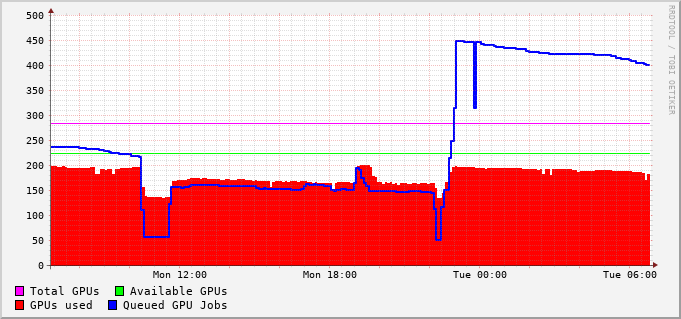 500
450
400
350
300
250
200
150
100
50
0
Mon 12:00 Mon 18:00 Tue 00:00 Tue 06:00
Total GPUs Available GPUs
GPUs used Queued GPU Jobs
RRDTOOL / TOBI OETIKER